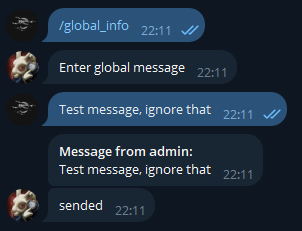 /global_info 22:11
Enter global message 22:11
Test message, ignore that 22:11
Message from admin:
Test message, ignore that 22:11
sended 22:11